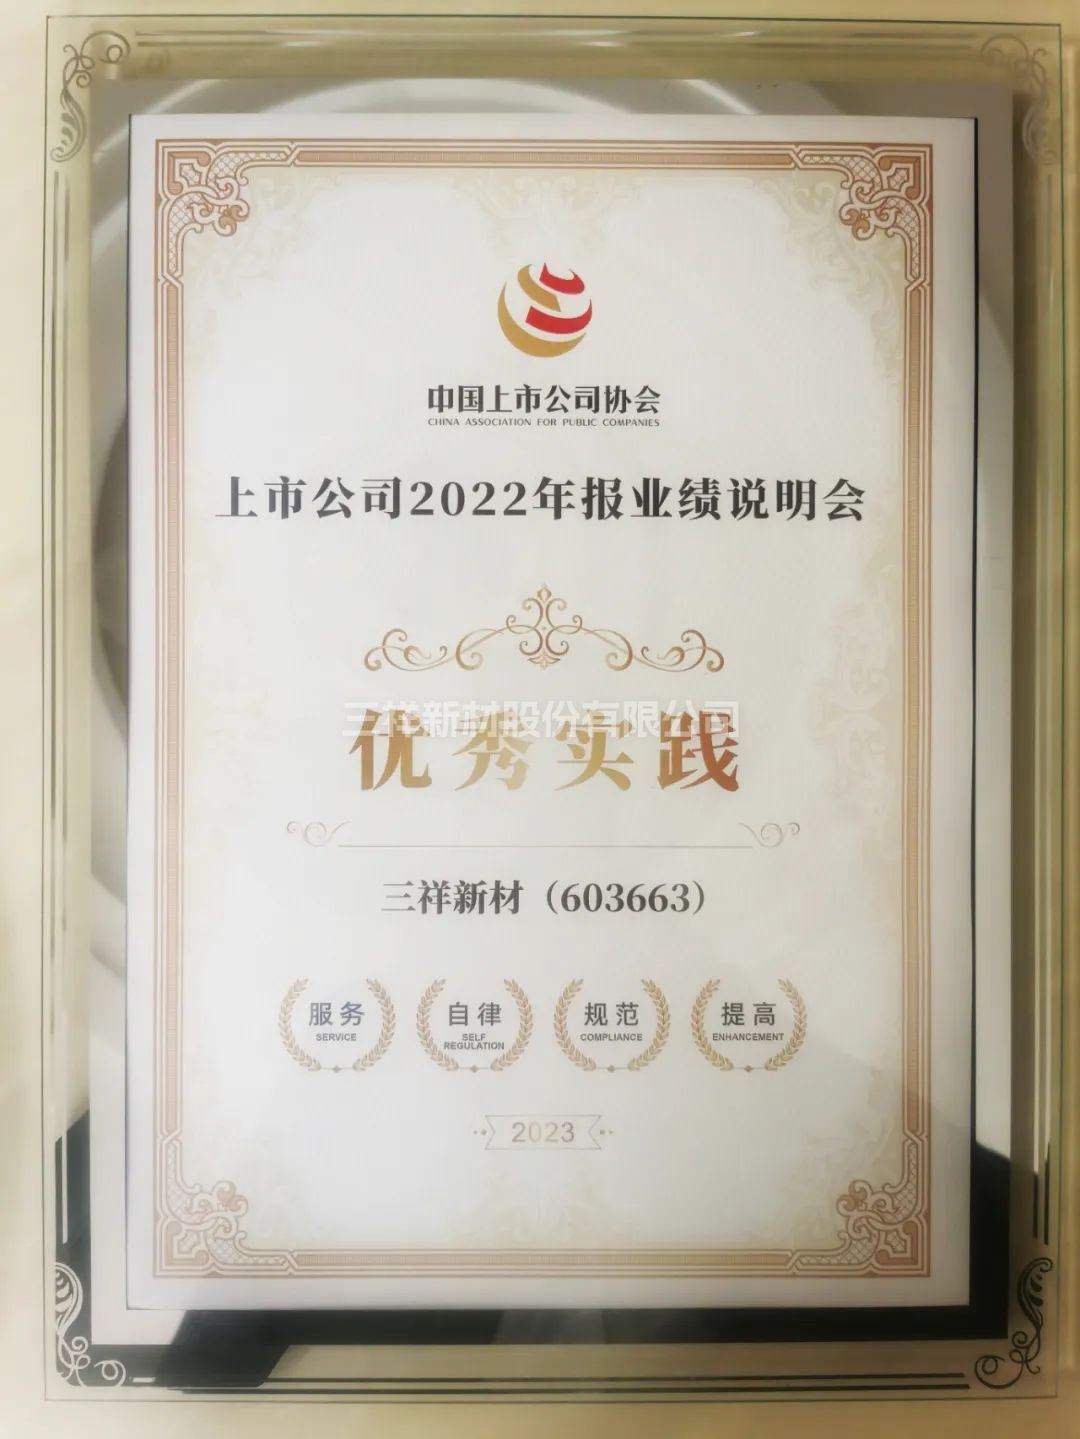 中国上市公司协会
CHINA ASSOCIATION FOR PUBLIC COMPANIES
上市公司2022年报业绩说明会
三祥新材股份有限公司
优秀实践
三祥新材（603663）
服务 自律 规范 提高
SERVICE SELF REGULATION COMPLIANCE ENHANCEMENT
2023